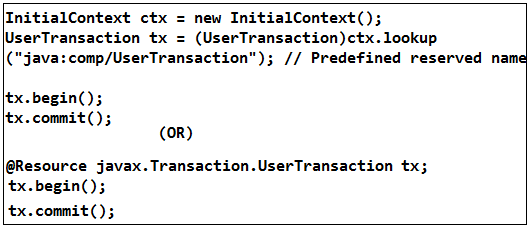 InitialContext ctx = new InitialContext();
UserTransaction tx = (UserTransaction)ctx.lookup
("java:comp/UserTransaction"); // Predefined reserved name
tx.begin();
tx.commit();
(OR)
@Resource javax.Transaction.UserTransaction tx;
tx.begin();
tx.commit();